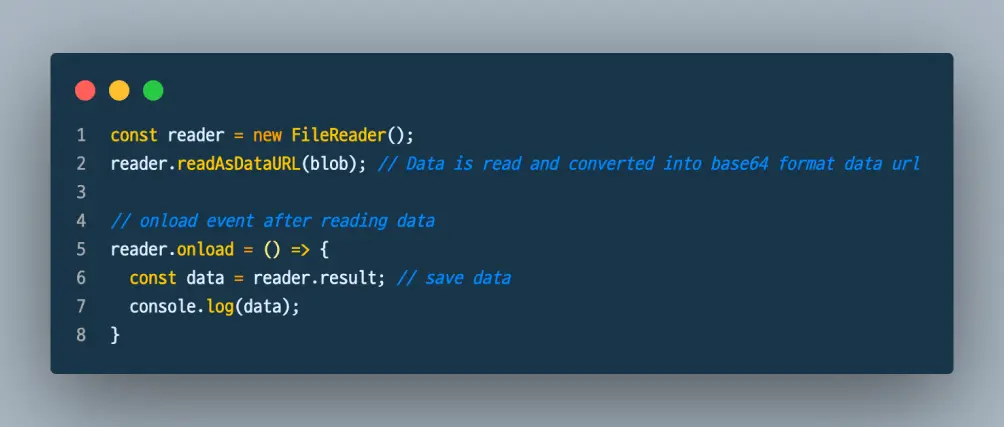 1 const reader = new FileReader();
2 reader.readAsDataURL(blob); // Data is read and converted into base64 format data url
3
4 // onload event after reading data
5 reader.onload = () => {
6   const data = reader.result; // save data
7   console.log(data);
8 }